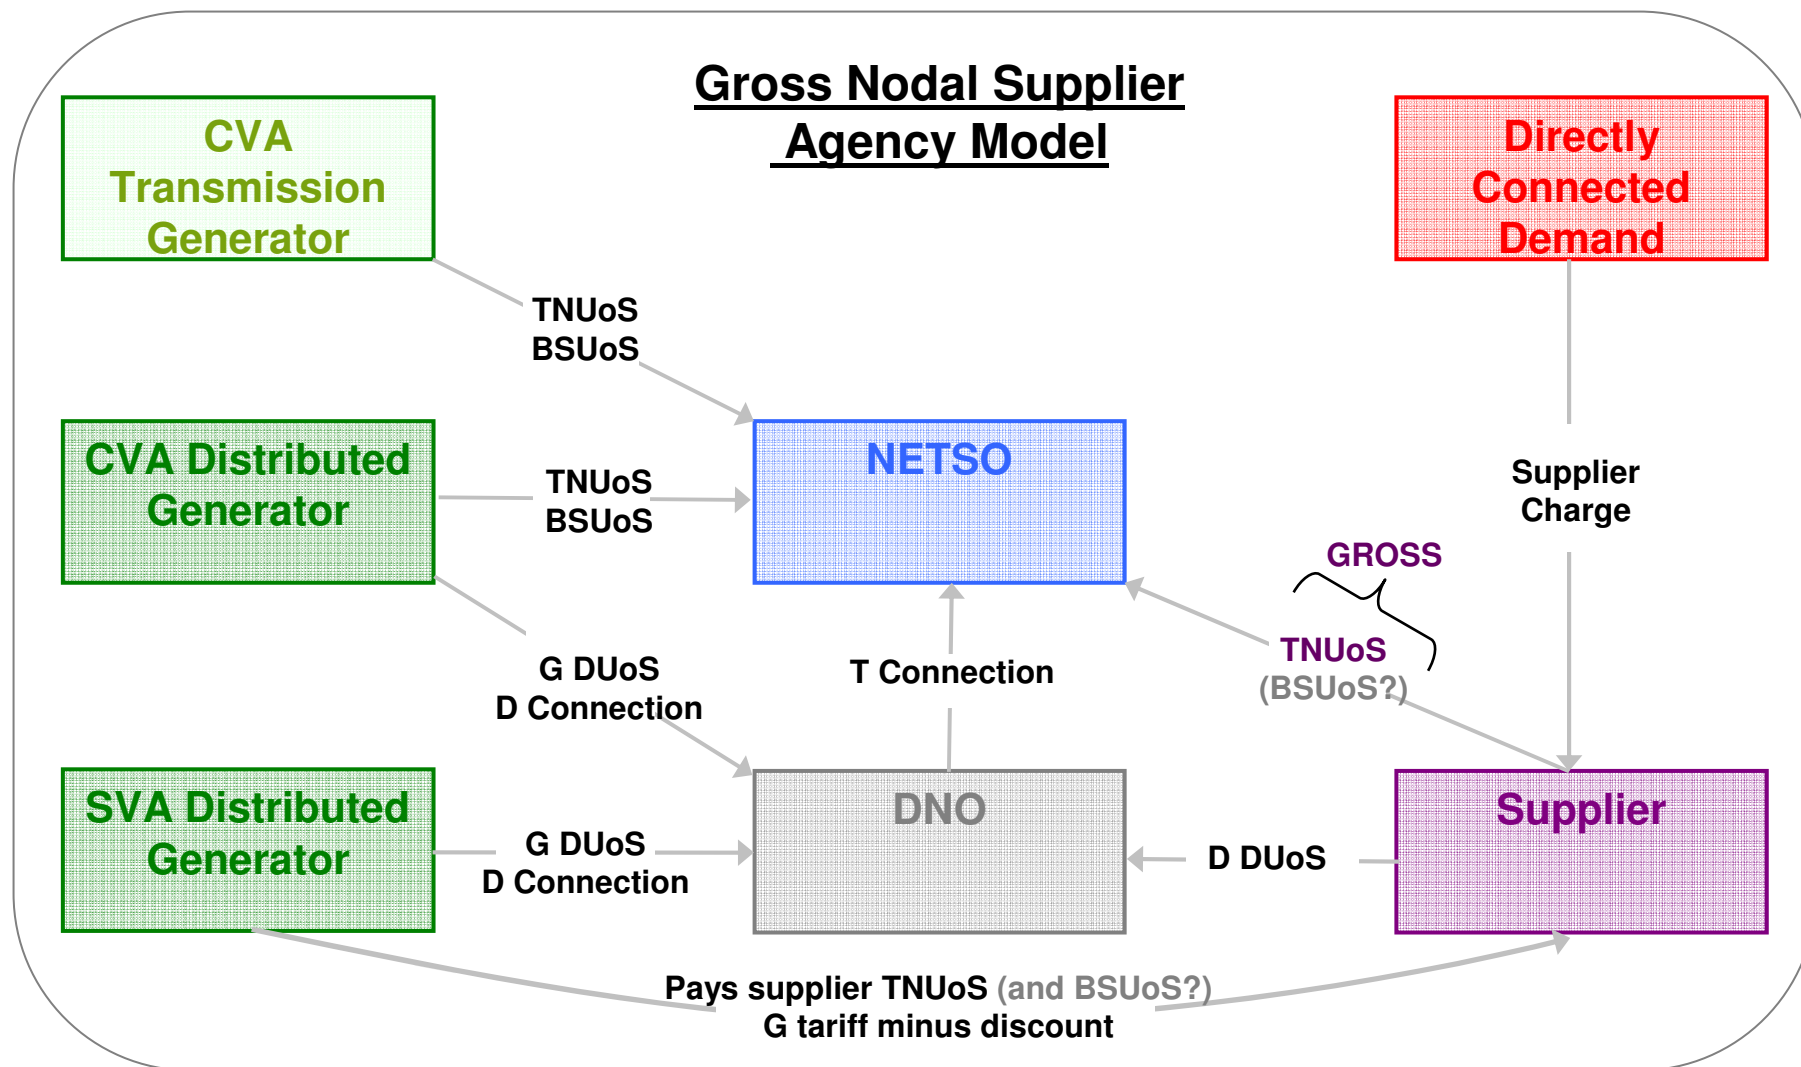 Gross Nodal Supplier
Agency Model
CVA
Transmission
Generator
Directly
Connected
Demand
TNUoS
BSUoS
CVA Distributed
Generator
TNUoS
BSUoS
NETSO
Supplier
Charge
GROSS
TNUoS
(BSUoS?)
G DUoS
D Connection
T Connection
SVA Distributed
Generator
G DUoS
D Connection
DNO
D DUoS
Supplier
Pays supplier TNUoS (and BSUoS?)
G tariff minus discount